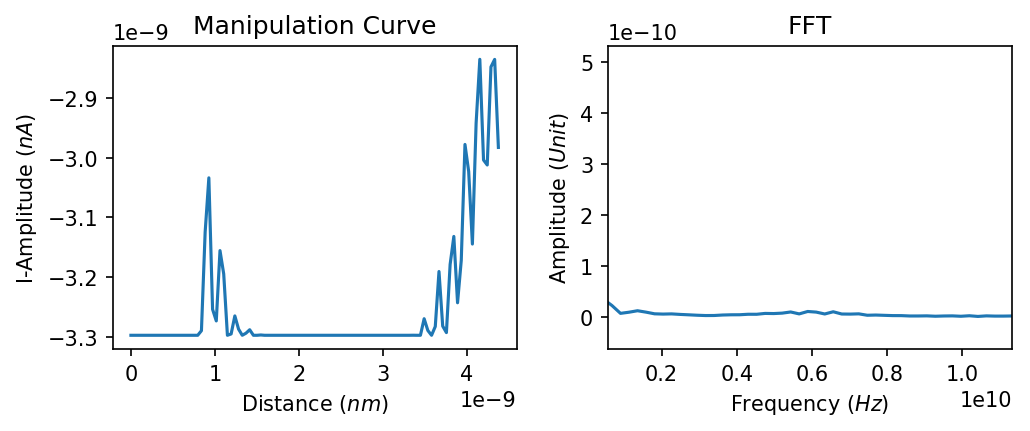 Manipulation Curve
1e−9
−2.9
−3.0
−3.1
−3.2
−3.3
I-Amplitude (nA)
0 1 2 3 4
1e−9
Distance (nm)
FFT
1e−10
5
4
3
2
1
0
Amplitude (Unit)
0.2 0.4 0.6 0.8 1.0
1e10
Frequency (Hz)